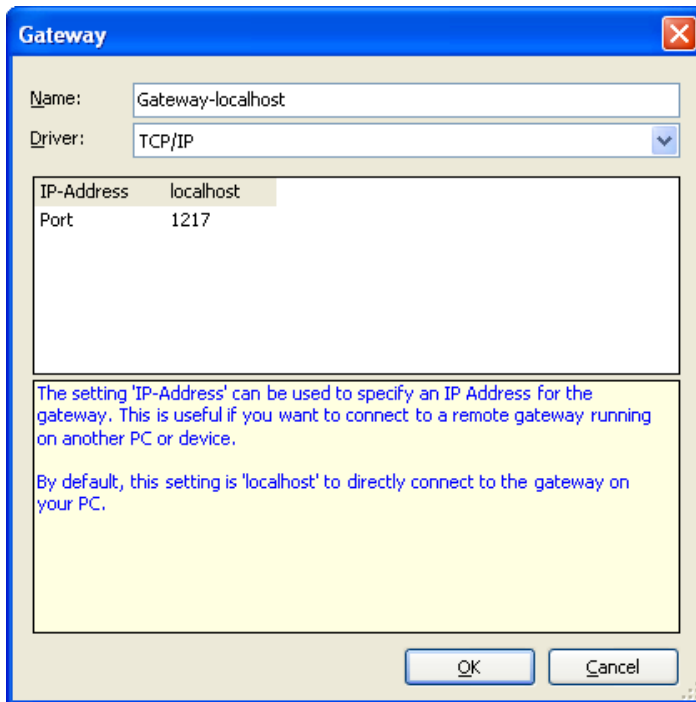 Gateway
Name: Gateway-localhost
Driver: TCP/IP
IP-Address localhost
Port 1217
The setting 'IP-Address' can be used to specify an IP Address for the
gateway. This is useful if you want to connect to a remote gateway running
on another PC or device.
By default, this setting is 'localhost' to directly connect to the gateway on
your PC.
OK Cancel